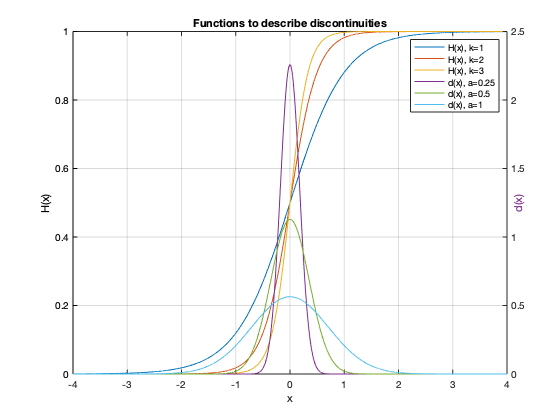 Functions to describe discontinuities
H(x), k=1
H(x), k=2
H(x), k=3
d(x), a=0.25
d(x), a=0.5
d(x), a=1
1
0.8
0.6
0.4
0.2
0
H(x)
2.5
2
1.5
1
0.5
0
d(x)
-4 -3 -2 -1 0 1 2 3 4
x